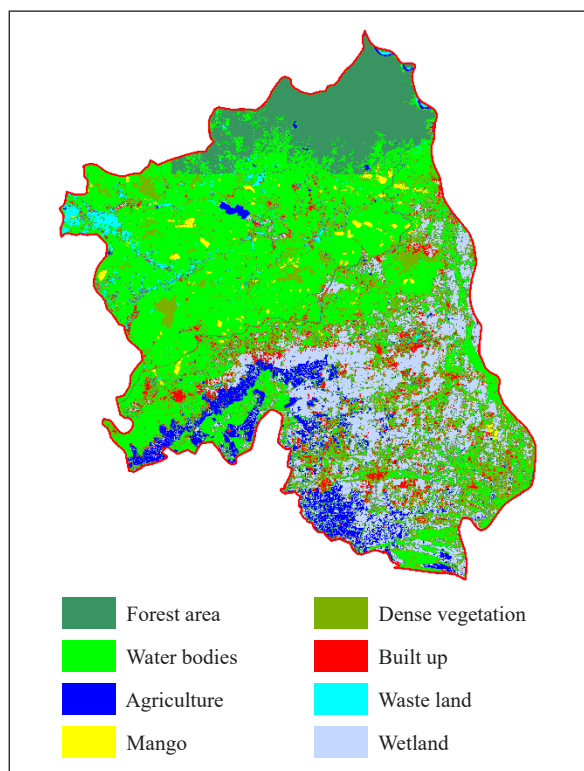 Forest area
Dense vegetation
Water bodies
Built up
Agriculture
Waste land
Mango
Wetland